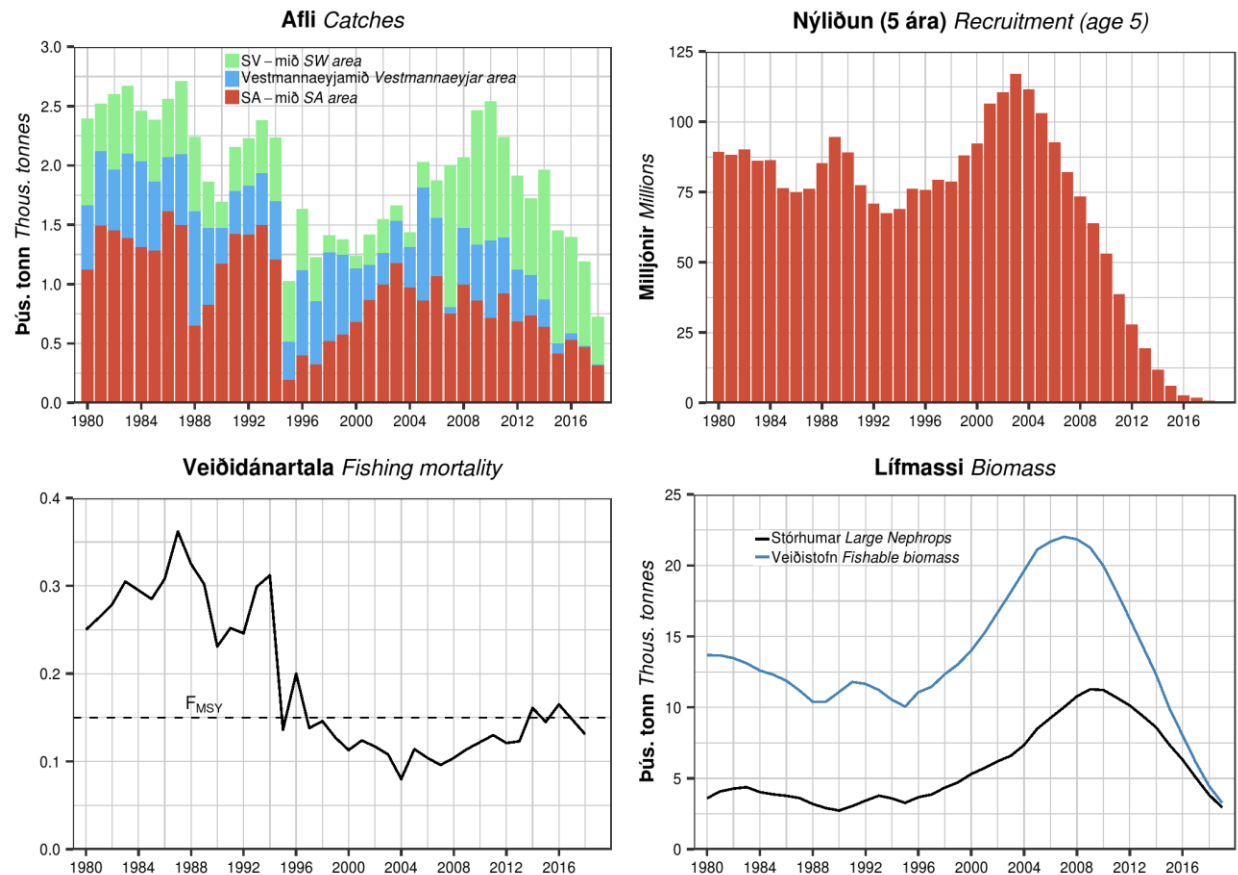 Afli Catches
Þús. tonn Thous. tonnes
3.0
2.5
2.0
1.5
1.0
0.5
0.0
SV – mið SW area
Vestmannaeyjamið Vestmannaeyjar area
SA – mið SA area
1980 1984 1988 1992 1996 2000 2004 2008 2012 2016
Nýliðun (5 ára) Recruitment (age 5)
Milljónir Millions
125
100
75
50
25
0
1980 1984 1988 1992 1996 2000 2004 2008 2012 2016
Veiðidánartala Fishing mortality
0.4
0.3
0.2
0.1
0.0
FMSY
1980 1984 1988 1992 1996 2000 2004 2008 2012 2016
Lífmassi Biomass
Þús. tonn Thous. tonnes
25
20
15
10
5
0
Stórhumar Large Nephrops
Veiðistofn Fishable biomass
1980 1984 1988 1992 1996 2000 2004 2008 2012 2016